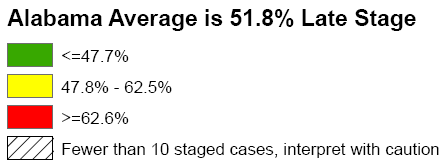 Alabama Average is 51.8% Late Stage
<=47.7%
47.8% - 62.5%
>=62.6%
Fewer than 10 staged cases, interpret with caution